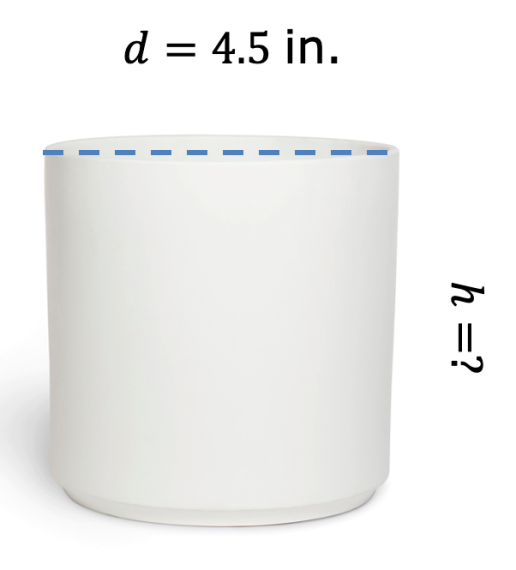 d = 4.5 in.
h =?